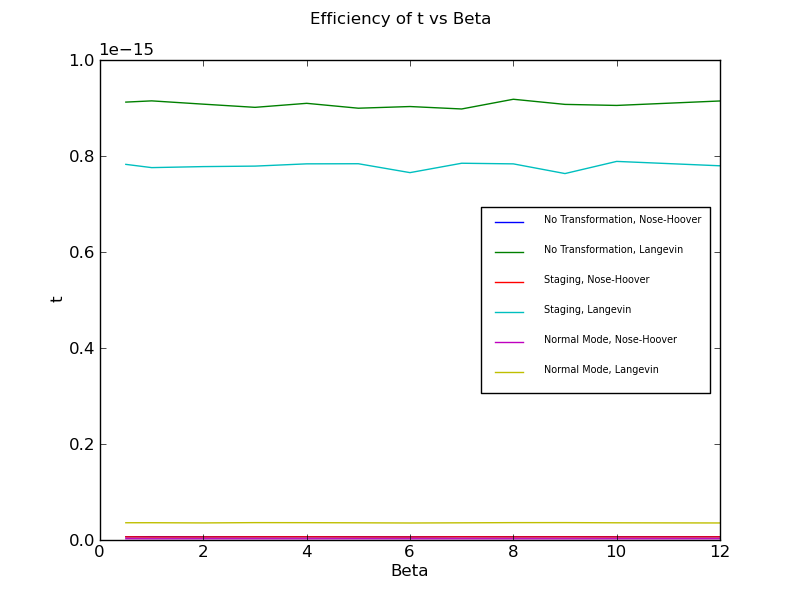 Efficiency of t vs Beta
1e−15
1.0
0.8
0.6
0.4
0.2
0.0
t
No Transformation, Nose-Hoover
No Transformation, Langevin
Staging, Nose-Hoover
Staging, Langevin
Normal Mode, Nose-Hoover
Normal Mode, Langevin
0 2 4 6 8 10 12
Beta